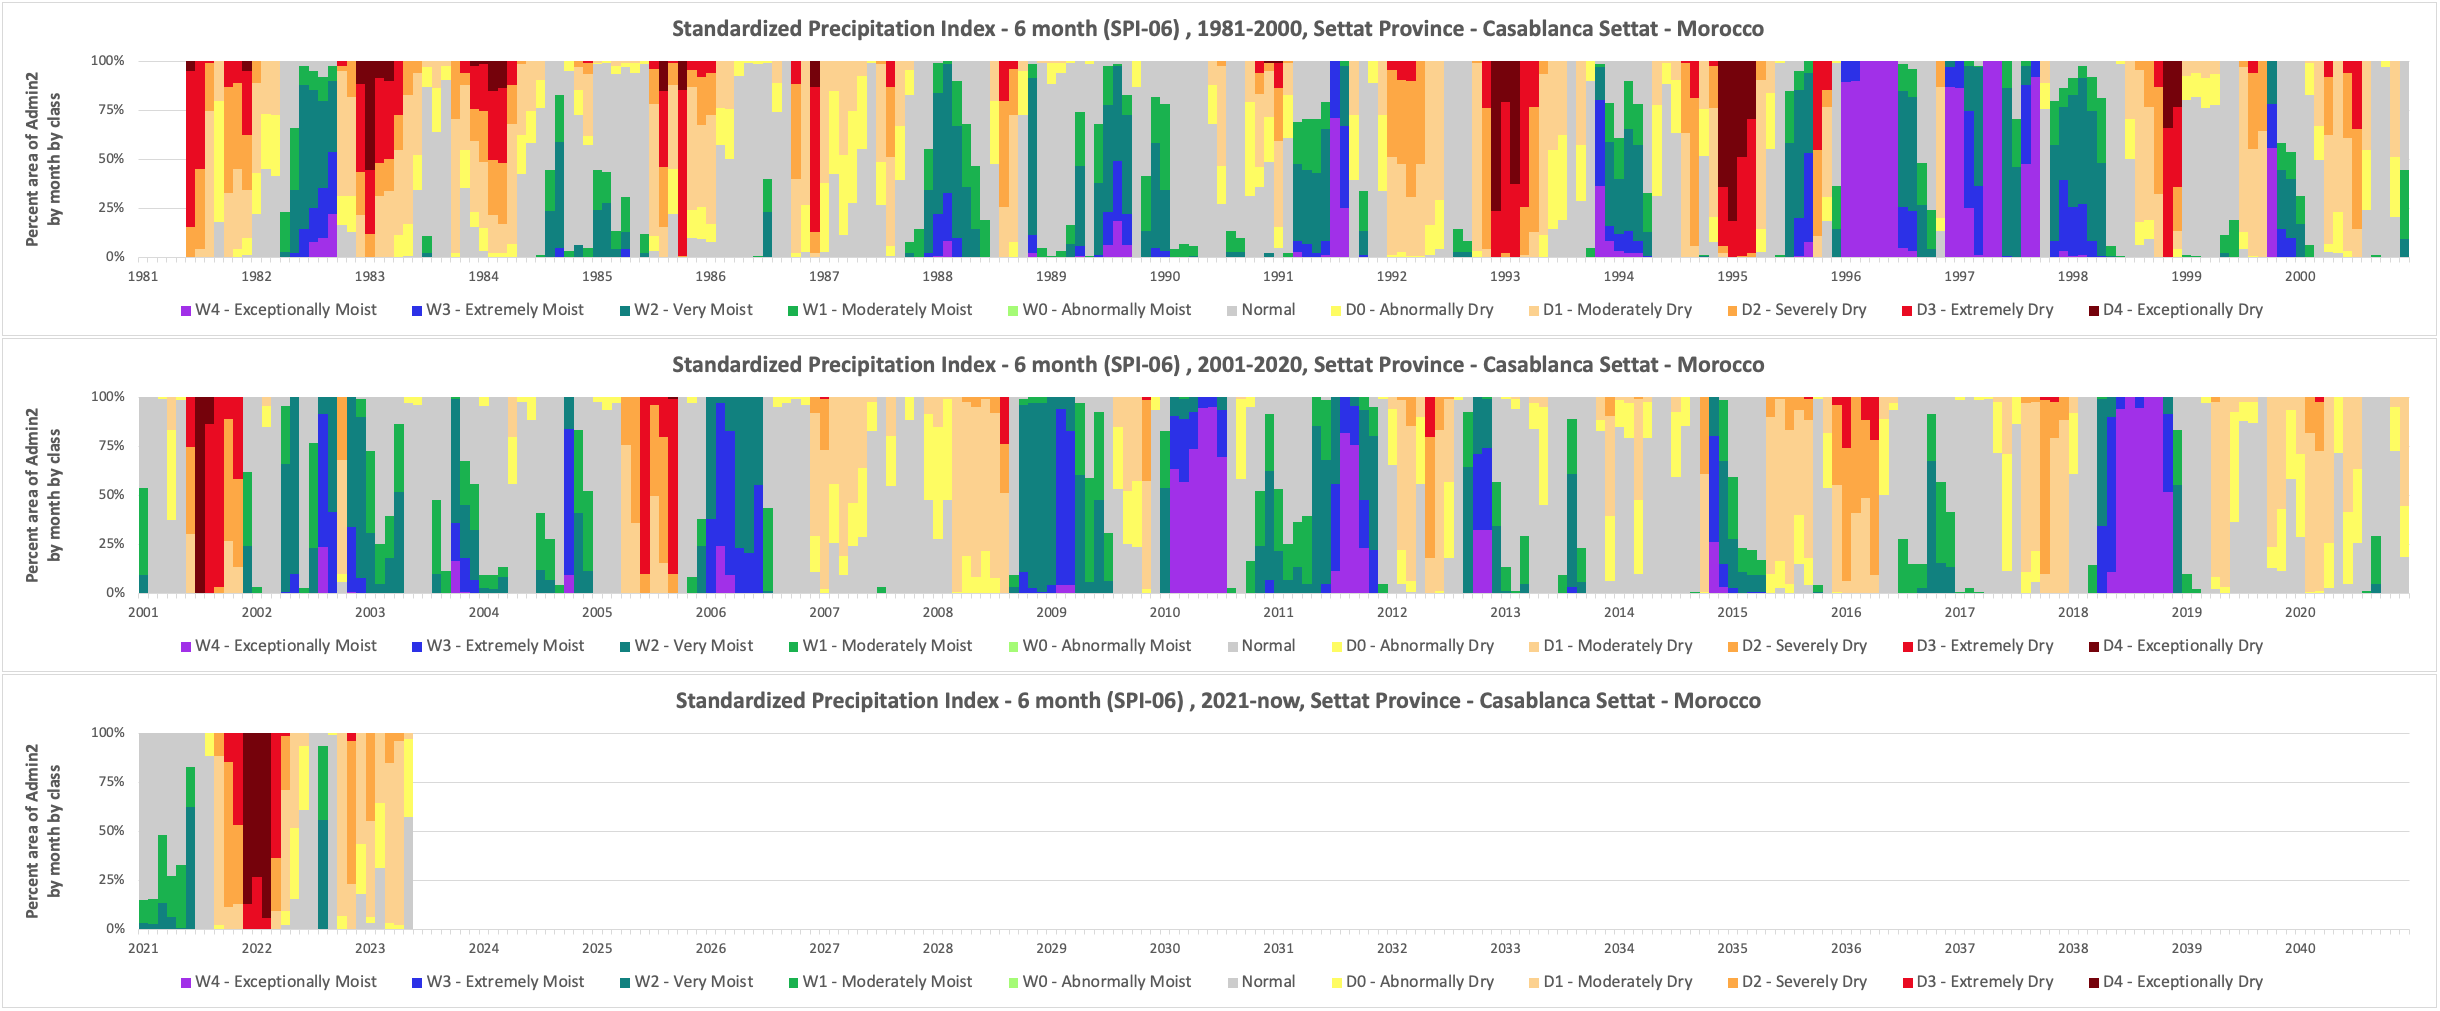 Standardized Precipitation Index - 6 month (SPI-06) , 1981-2000, Settat Province - Casablanca Settat - Morocco
Percent area of Admin2
by month by class
100%
75%
50%
25%
0%
1981 1982 1983 1984 1985 1986 1987 1988 1989 1990 1991 1992 1993 1994 1995 1996 1997 1998 1999 2000
W4 - Exceptionally Moist W3 - Extremely Moist W2 - Very Moist W1 - Moderately Moist W0 - Abnormally Moist Normal D0 - Abnormally Dry D1 - Moderately Dry D2 - Severely Dry D3 - Extremely Dry D4 - Exceptionally Dry
Standardized Precipitation Index - 6 month (SPI-06) , 2001-2020, Settat Province - Casablanca Settat - Morocco
Percent area of Admin2
by month by class
100%
75%
50%
25%
0%
2001 2002 2003 2004 2005 2006 2007 2008 2009 2010 2011 2012 2013 2014 2015 2016 2017 2018 2019 2020
W4 - Exceptionally Moist W3 - Extremely Moist W2 - Very Moist W1 - Moderately Moist W0 - Abnormally Moist Normal D0 - Abnormally Dry D1 - Moderately Dry D2 - Severely Dry D3 - Extremely Dry D4 - Exceptionally Dry
Standardized Precipitation Index - 6 month (SPI-06) , 2021-now, Settat Province - Casablanca Settat - Morocco
Percent area of Admin2
by month by class
100%
75%
50%
25%
0%
2021 2022 2023 2024 2025 2026 2027 2028 2029 2030 2031 2032 2033 2034 2035 2036 2037 2038 2039 2040
W4 - Exceptionally Moist W3 - Extremely Moist W2 - Very Moist W1 - Moderately Moist W0 - Abnormally Moist Normal D0 - Abnormally Dry D1 - Moderately Dry D2 - Severely Dry D3 - Extremely Dry D4 - Exceptionally Dry